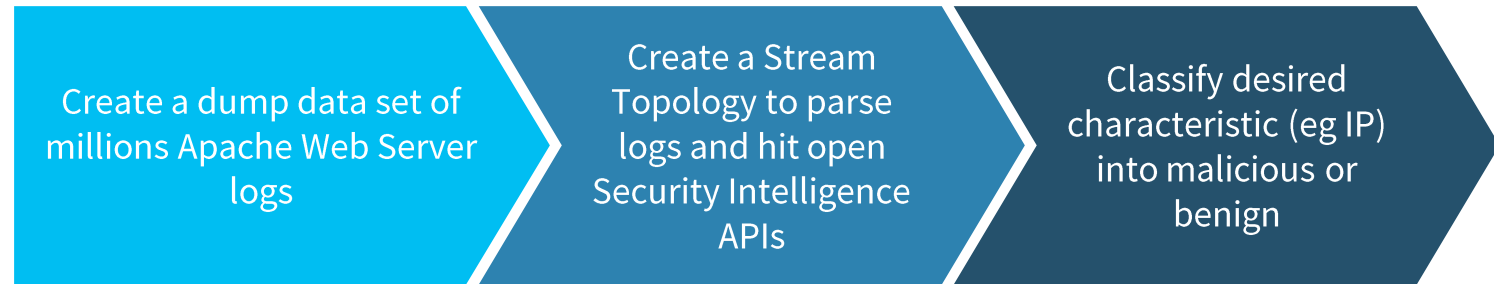 Create a dump data set of
millions Apache Web Server
logs
Create a Stream
Topology to parse
logs and hit open
Security Intelligence
APIs
Classify desired
characteristic (eg IP)
into malicious or
benign